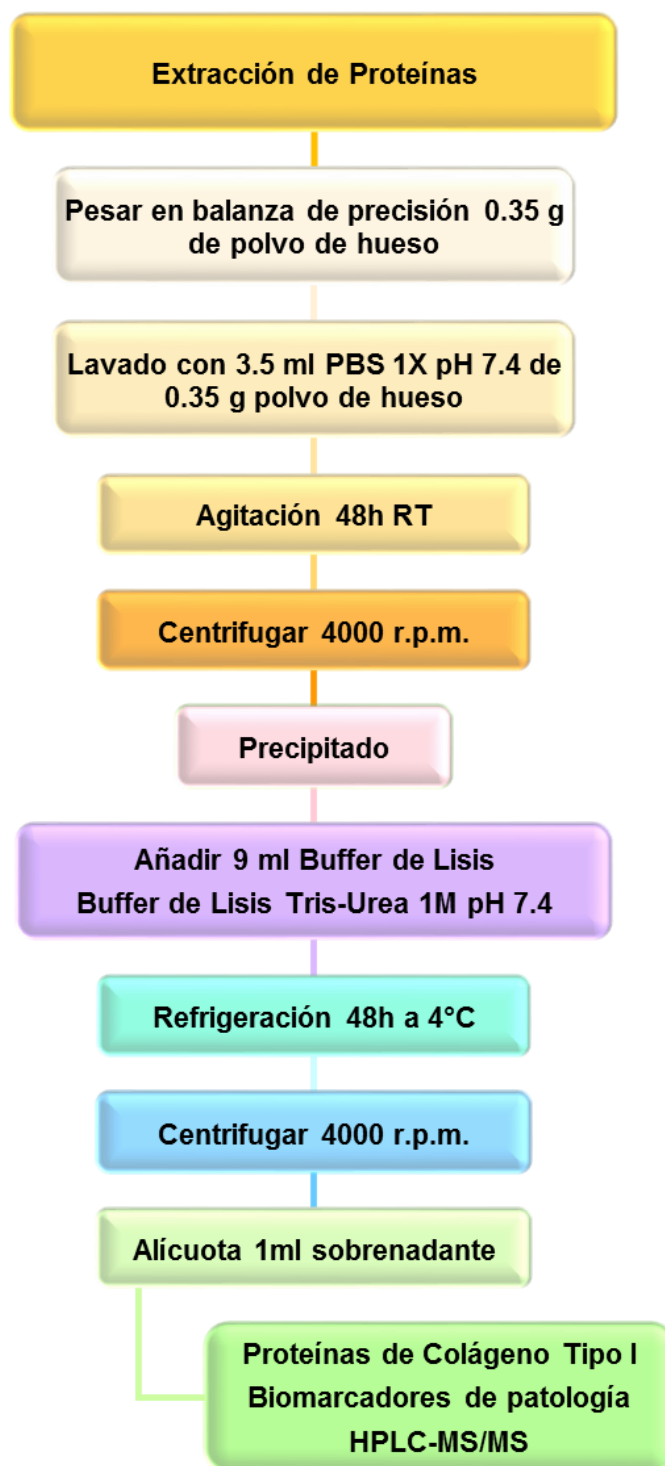 Extracción de Proteínas
Pesar en balanza de precisión 0.35 g
de polvo de hueso
Lavado con 3.5 ml PBS 1X pH 7.4 de
0.35 g polvo de hueso
Agitación 48h RT
Centrifugar 4000 r.p.m.
Precipitado
Añadir 9 ml Buffer de Lisis
Buffer de Lisis Tris-Urea 1M pH 7.4
Refrigeración 48h a 4°C
Centrifugar 4000 r.p.m.
Alícuota 1ml sobrenadante
Proteínas de Colágeno Tipo I
Biomarcadores de patología
HPLC-MS/MS